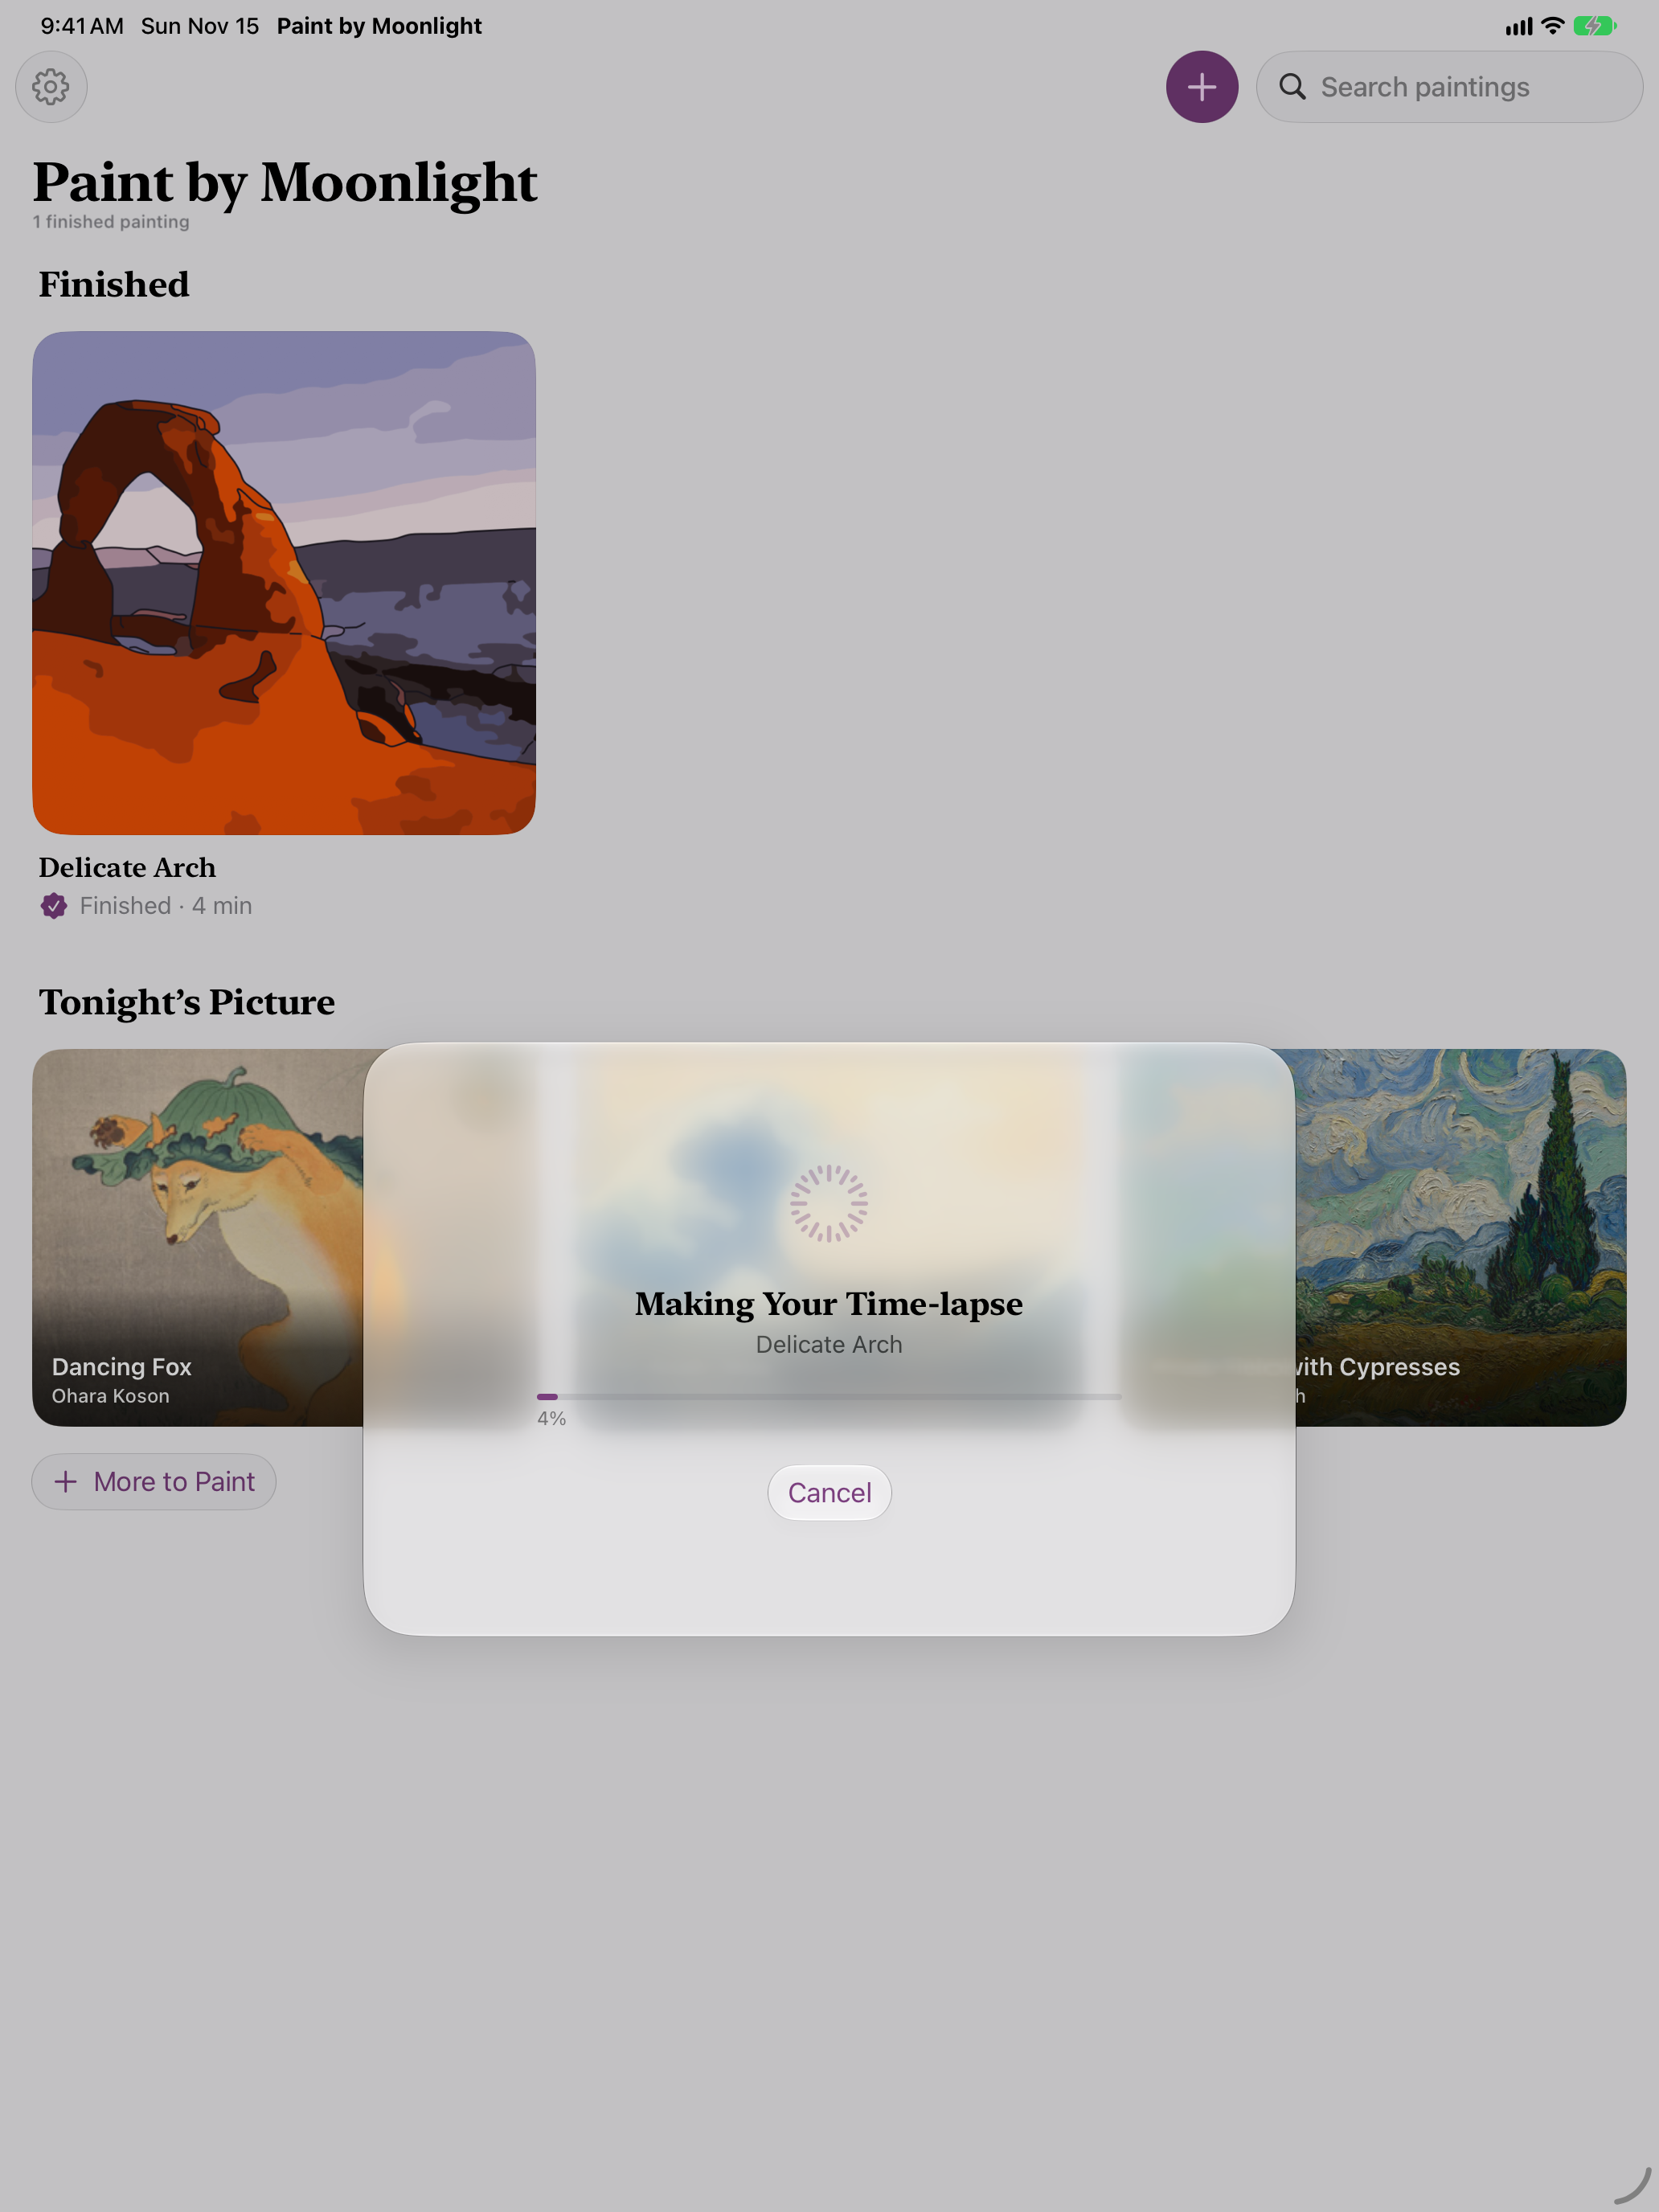 9:41 AM Sun Nov 15 Paint by Moonlight
Search paintings
Paint by Moonlight
1 finished painting
Finished
Delicate Arch
Finished · 4 min
Tonight’s Picture
Dancing Fox
Ohara Koson
with Cypresses
Making Your Time-lapse
Delicate Arch
4%
Cancel
More to Paint